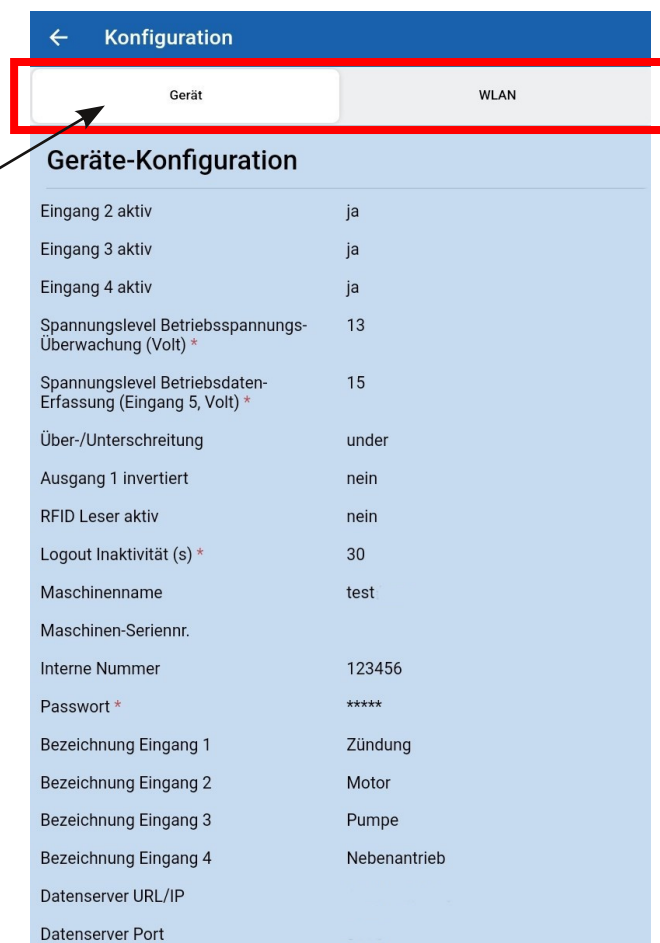 Konfiguration
Gerät WLAN
Geräte-Konfiguration
Eingang 2 aktiv ja
Eingang 3 aktiv ja
Eingang 4 aktiv ja
Spannungslevel Betriebsspannungs- 13
Überwachung (Volt) *
Spannungslevel Betriebsdaten- 15
Erfassung (Eingang 5, Volt) *
Über-/Unterschreitung under
Ausgang 1 invertiert nein
RFID Leser aktiv nein
Logout Inaktivität (s) * 30
Maschinenname test
Maschinen-Seriennr.
Interne Nummer 123456
Passwort * *****
Bezeichnung Eingang 1 Zündung
Bezeichnung Eingang 2 Motor
Bezeichnung Eingang 3 Pumpe
Bezeichnung Eingang 4 Nebenantrieb
Datenserver URL/IP
Datenserver Port